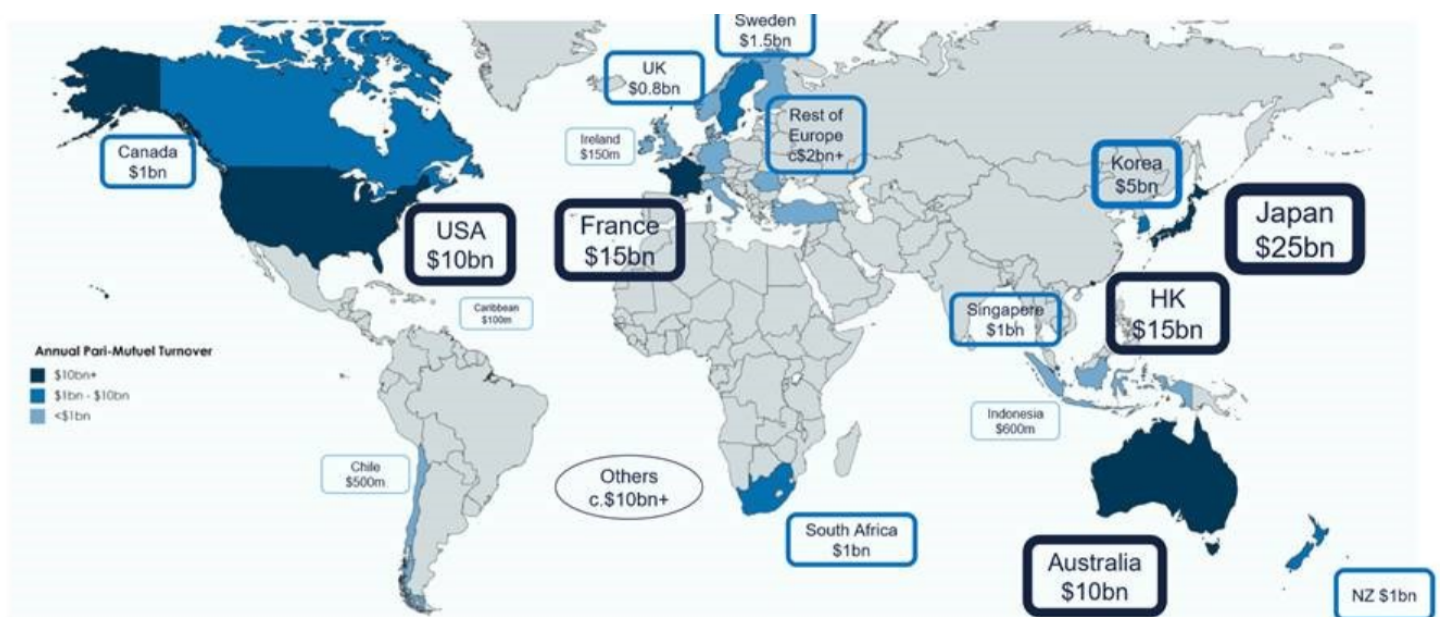 Sweden
$1.5bn
UK
$0.8bn
Rest of
Europe
c$2bn+
Ireland
$150m
Canada
$1bn
Korea
$5bn
USA
$10bn
France
$15bn
Japan
$25bn
Caribbean
$100m
Singapore
$1bn
HK
$15bn
Annual Pari-Mutuel Turnover
$10bn+
$1bn - $10bn
<$1bn
Indonesia
$600m
Chile
$500m
Others
c.$10bn+
South Africa
$1bn
Australia
$10bn
NZ $1bn